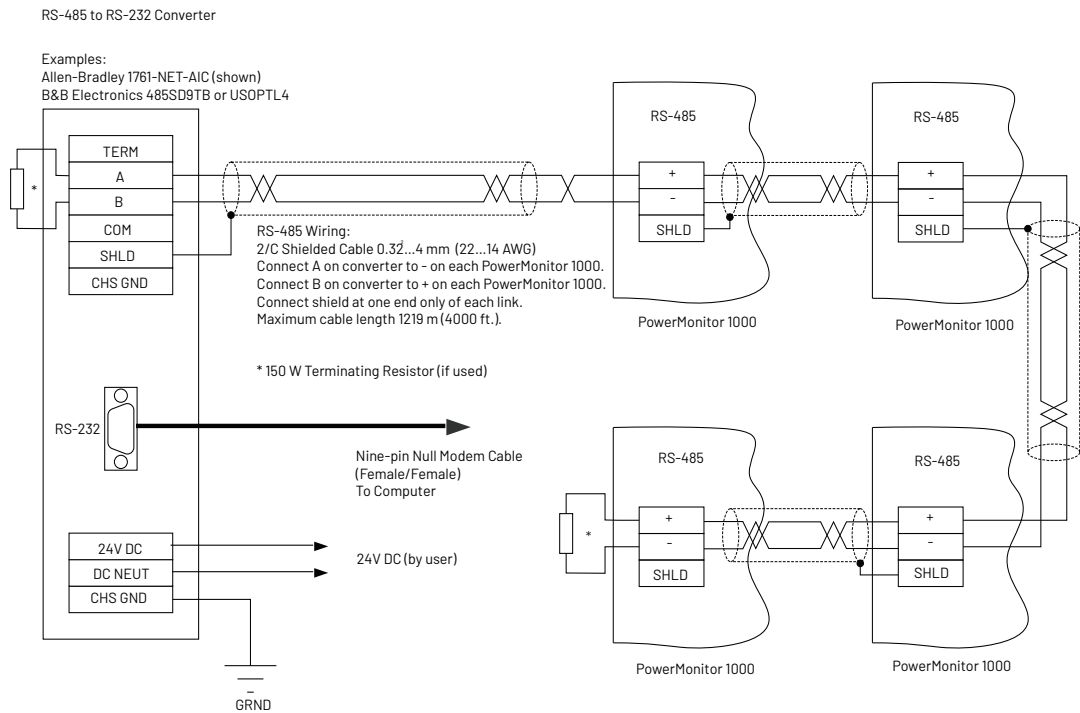 RS-485 to RS-232 Converter
Examples:
Allen-Bradley 1761-NET-AIC (shown)
B&B Electronics 485SD9TB or USOPTL4
TERM
A
B
COM
SHLD
CHS GND
*
RS-485 Wiring:
2/C Shielded Cable 0.32...4 mm (22...14 AWG)
Connect A on converter to - on each PowerMonitor 1000.
Connect B on converter to + on each PowerMonitor 1000.
Connect shield at one end only of each link.
Maximum cable length 1219 m (4000 ft.).
* 150 W Terminating Resistor (if used)
RS-485
+
-
SHLD
PowerMonitor 1000
RS-485
+
-
SHLD
PowerMonitor 1000
RS-232
Nine-pin Null Modem Cable
(Female/Female)
To Computer
24V DC
DC NEUT
CHS GND
24V DC (by user)
GRND
RS-485
+
-
SHLD
*
PowerMonitor 1000
RS-485
+
-
SHLD
PowerMonitor 1000